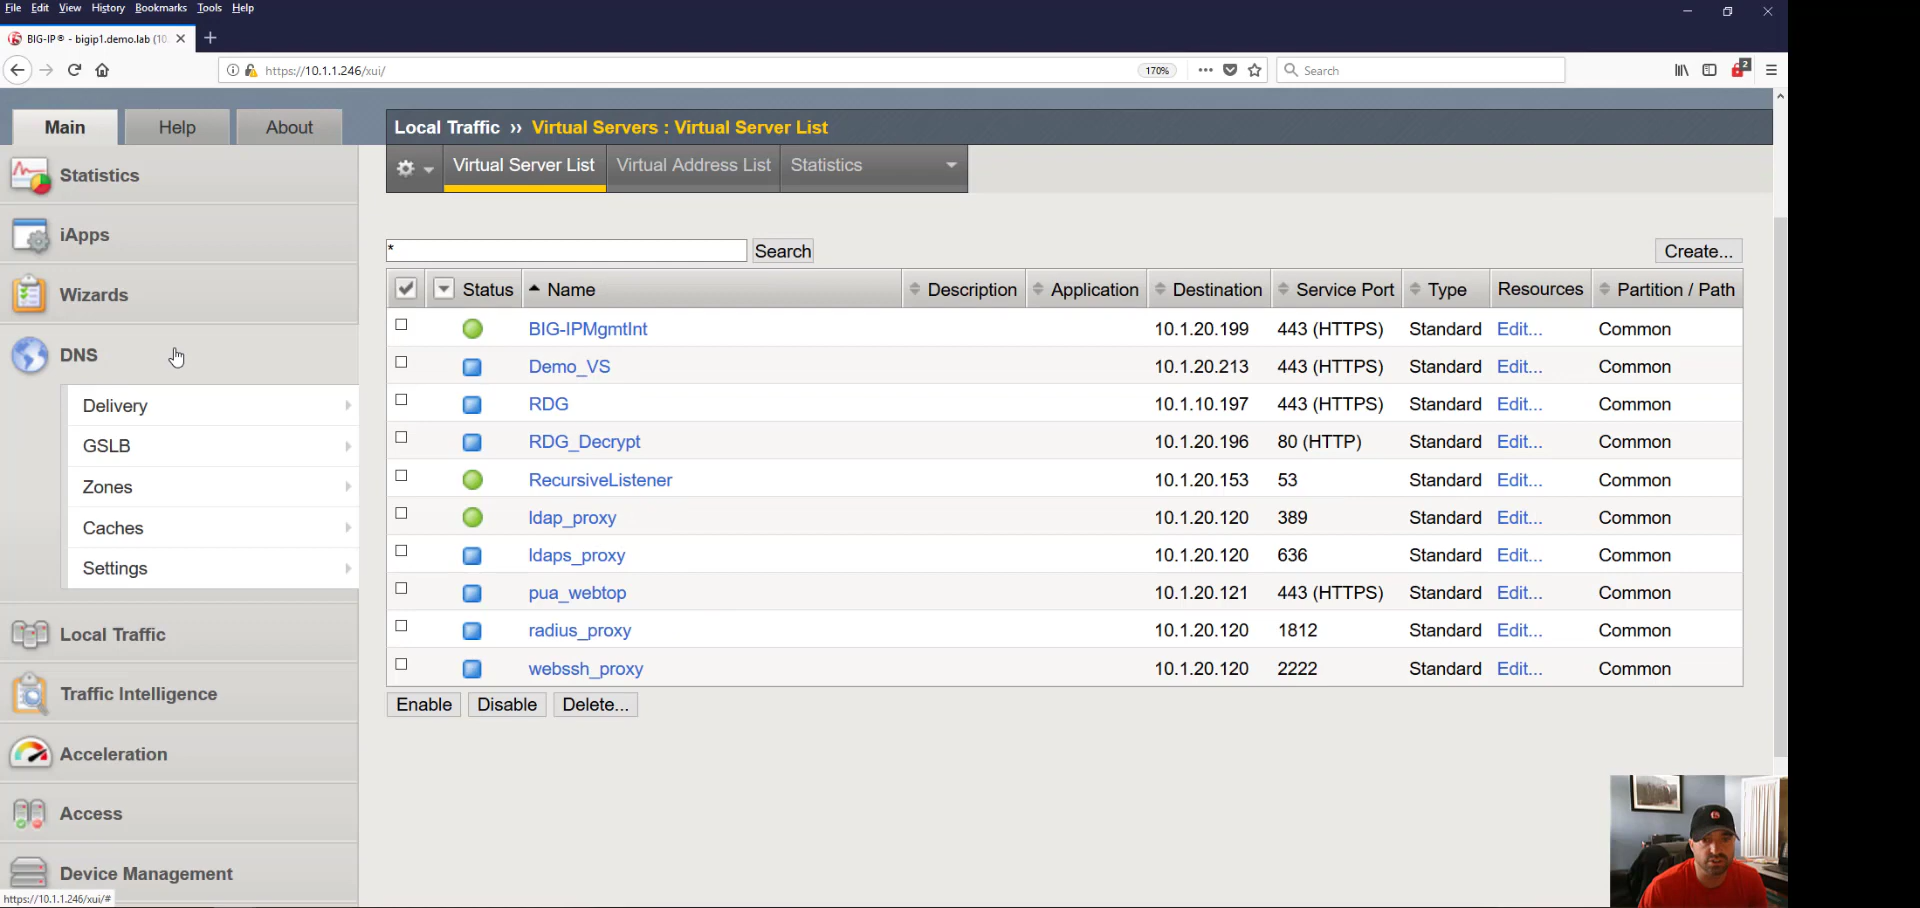 File Edit View History Bookmarks Tools Help
BIG-IP® - bigip1.demo.lab (10.
https://10.1.1.246/xui/
170%
Search
2
Main Help About
Local Traffic ›› Virtual Servers : Virtual Server List
Virtual Server List Virtual Address List Statistics
Statistics
iApps
Wizards
DNS
Delivery
GSLB
Zones
Caches
Settings
Local Traffic
Traffic Intelligence
Acceleration
Access
Device Management
https://10.1.1.246/xui/#
*
Search Create...
Status Name Description Application Destination Service Port Type Resources Partition / Path
BIG-IPMgmtInt 10.1.20.199 443 (HTTPS) Standard Edit... Common
Demo_VS 10.1.20.213 443 (HTTPS) Standard Edit... Common
RDG 10.1.10.197 443 (HTTPS) Standard Edit... Common
RDG_Decrypt 10.1.20.196 80 (HTTP) Standard Edit... Common
RecursiveListener 10.1.20.153 53 Standard Edit... Common
ldap_proxy 10.1.20.120 389 Standard Edit... Common
ldaps_proxy 10.1.20.120 636 Standard Edit... Common
pua_webtop 10.1.20.121 443 (HTTPS) Standard Edit... Common
radius_proxy 10.1.20.120 1812 Standard Edit... Common
webssh_proxy 10.1.20.120 2222 Standard Edit... Common
Enable Disable Delete...